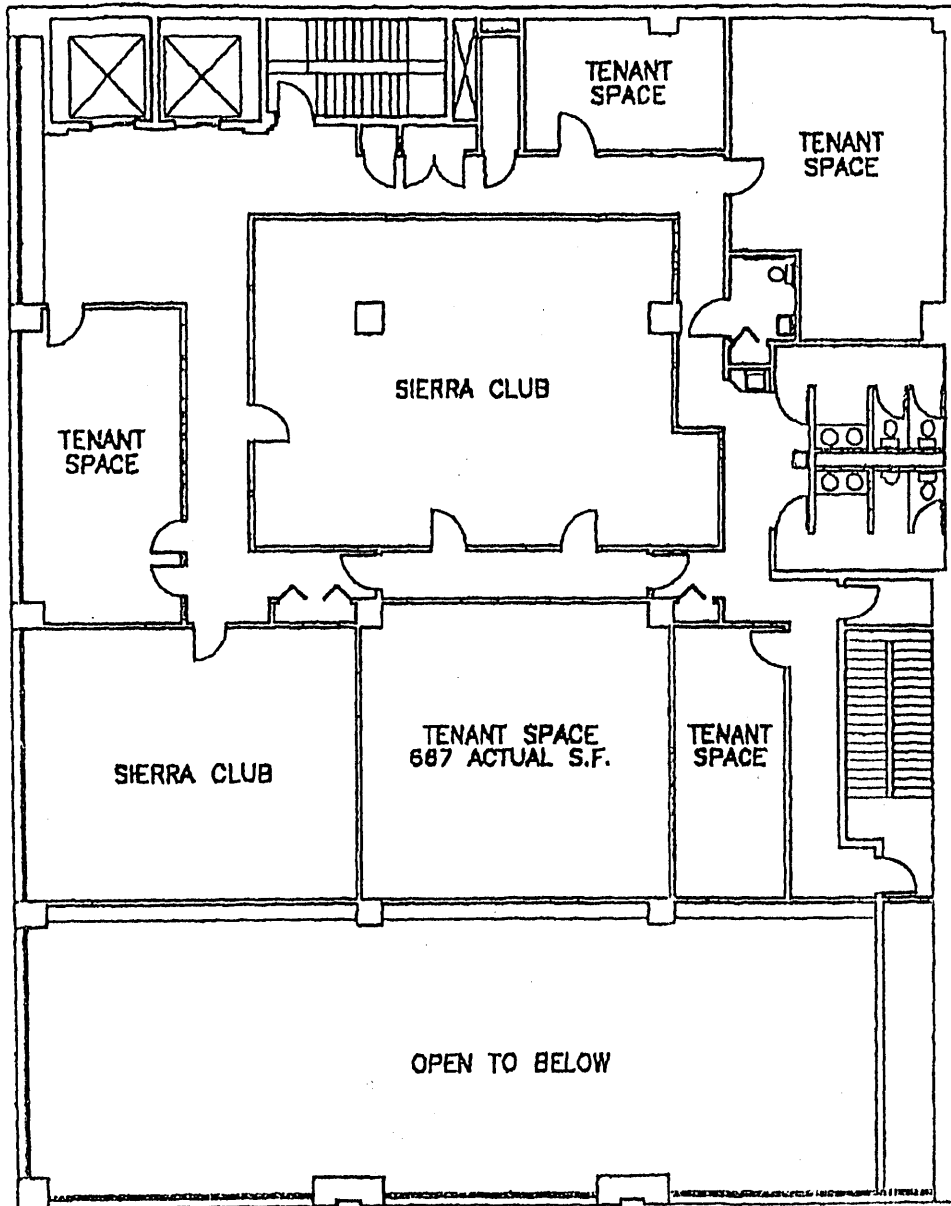 TENANT
SPACE
TENANT
SPACE
SIERRA CLUB
TENANT
SPACE
TENANT SPACE
687 ACTUAL S.F.
TENANT
SPACE
SIERRA CLUB
OPEN TO BELOW